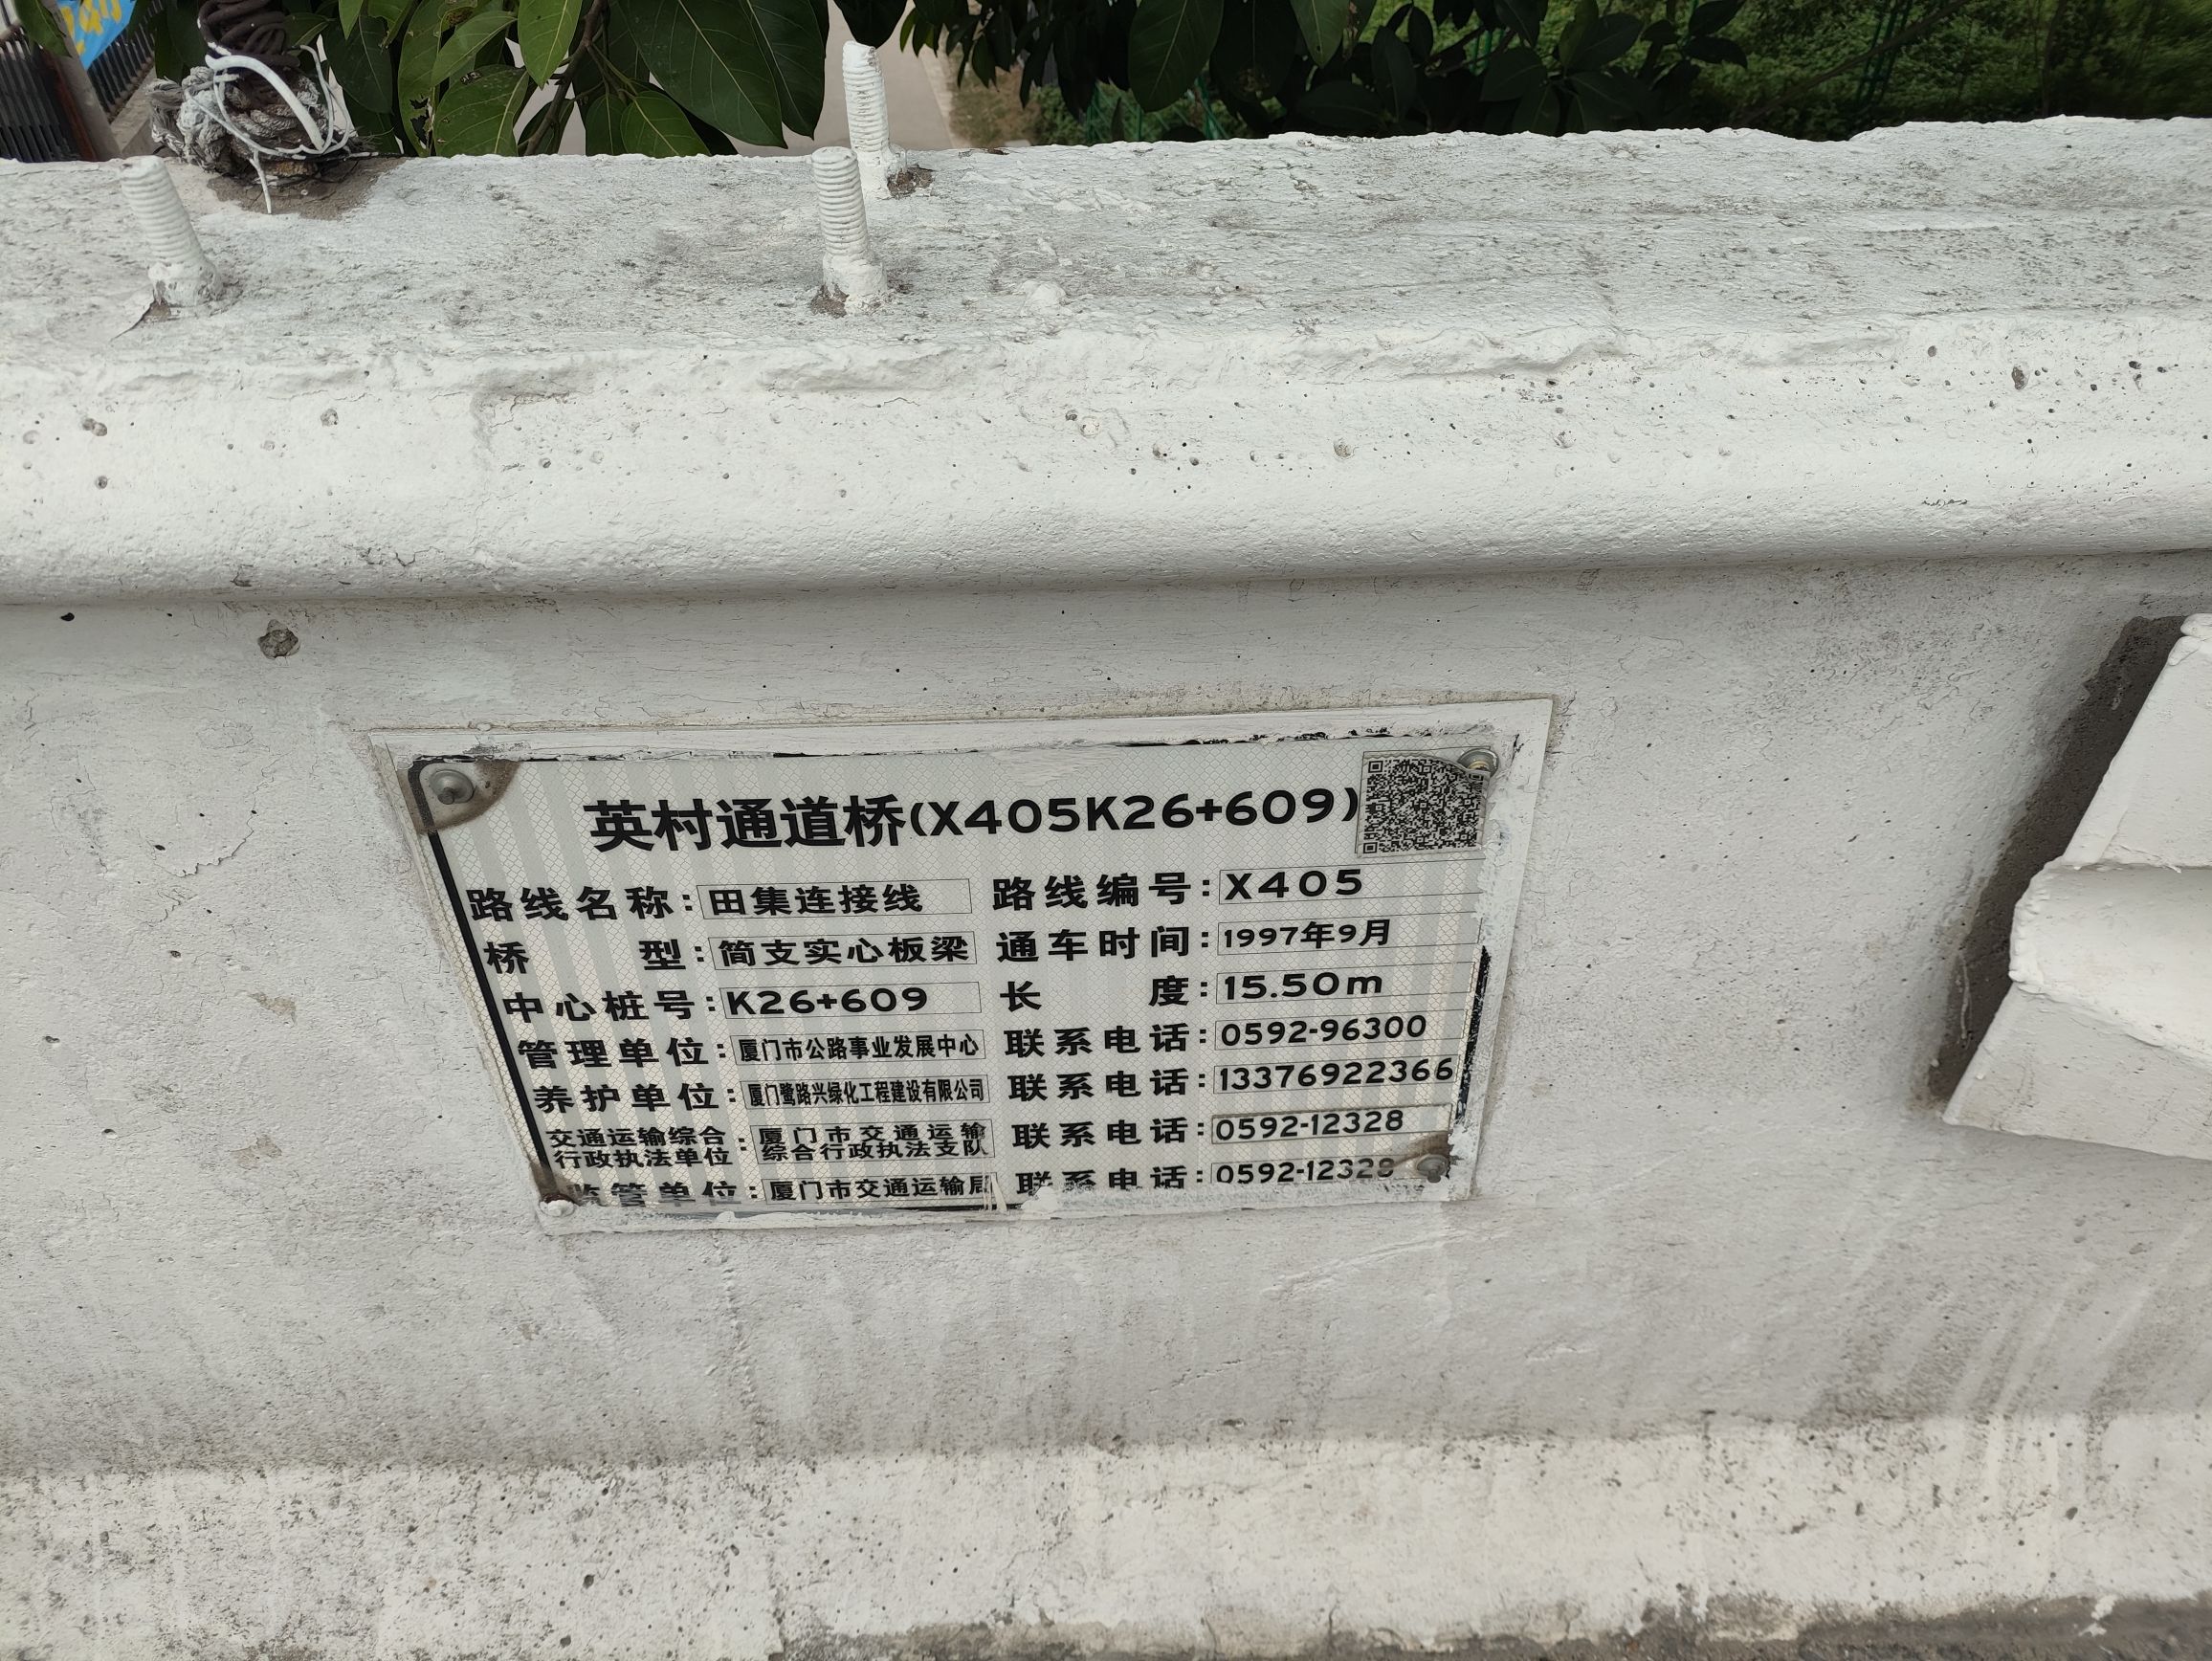 英村通道桥(X405K26+609)
路线名称:田集连接线 路线编号:X405
桥型:简支实心板梁 通车时间:1997年9月
中心桩号:K26+609 长度:15.50m
管理单位:厦门市公路事业发展中心 联系电话:0592-96300
养护单位:厦门鹭路兴绿化工程建设有限公司 联系电话:13376922366
交通运输综合行政执法单位:厦门市交通运输综合行政执法支队 联系电话:0592-12328
监管单位:厦门市交通运输局 联系电话:0592-12328